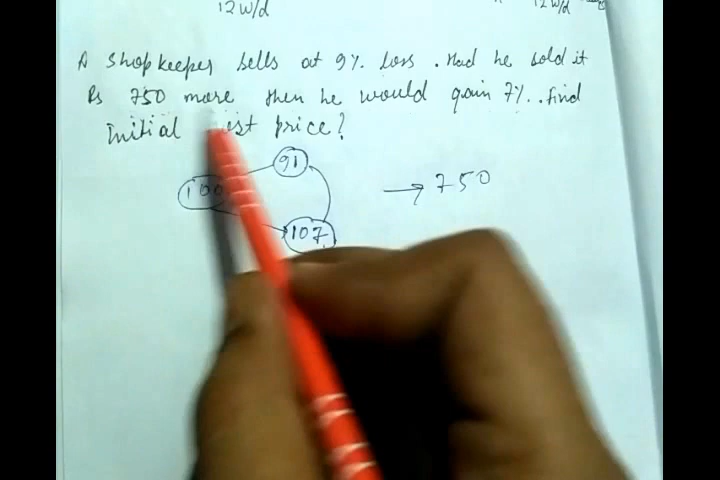 12 W/d 12 W/d
A Shopkeeper sells at 9% Loss . Had he sold it
Rs 750 more then he would gain 7%. . find
Initial price?
91
100 → 750
107